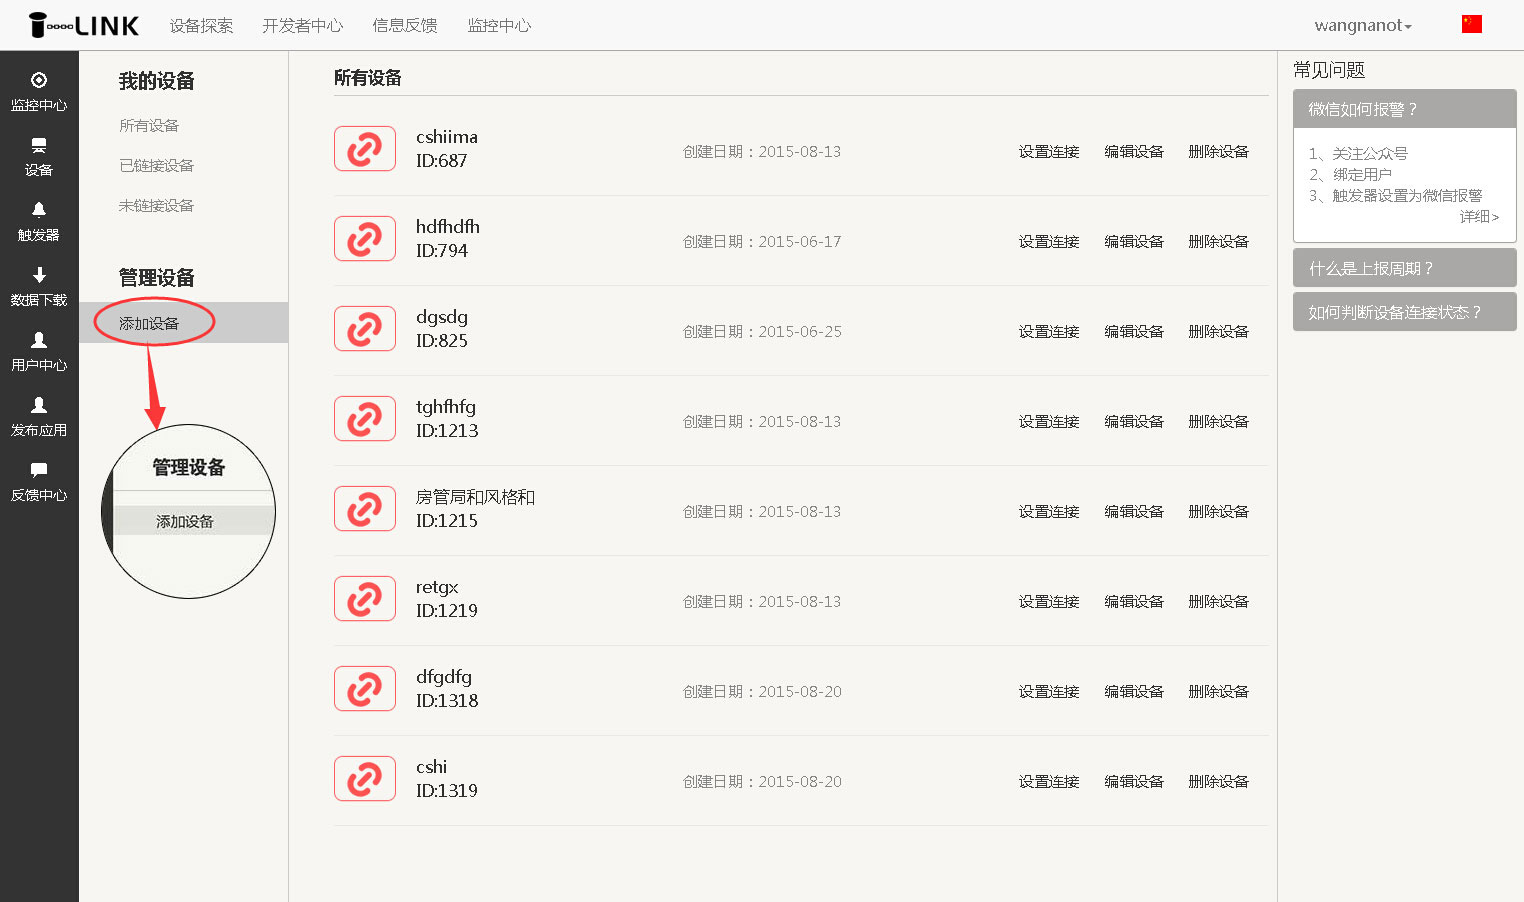 LINK
设备探索 开发者中心 信息反馈 监控中心
wangnanot
监控中心
设备
触发器
数据下载
用户中心
发布应用
反馈中心
我的设备
所有设备
已链接设备
未链接设备
管理设备
添加设备
管理设备
添加设备
所有设备
cshiima
ID:687
创建日期：2015-08-13 设置连接 编辑设备 删除设备
hdfhdfh
ID:794
创建日期：2015-06-17 设置连接 编辑设备 删除设备
dgsdg
ID:825
创建日期：2015-06-25 设置连接 编辑设备 删除设备
tghfhfg
ID:1213
创建日期：2015-08-13 设置连接 编辑设备 删除设备
房管局和风格和
ID:1215
创建日期：2015-08-13 设置连接 编辑设备 删除设备
retgx
ID:1219
创建日期：2015-08-13 设置连接 编辑设备 删除设备
dfgdfg
ID:1318
创建日期：2015-08-20 设置连接 编辑设备 删除设备
cshi
ID:1319
创建日期：2015-08-20 设置连接 编辑设备 删除设备
常见问题
微信如何报警？
1、关注公众号
2、绑定用户
3、触发器设置为微信报警
详细>
什么是上报周期？
如何判断设备连接状态？